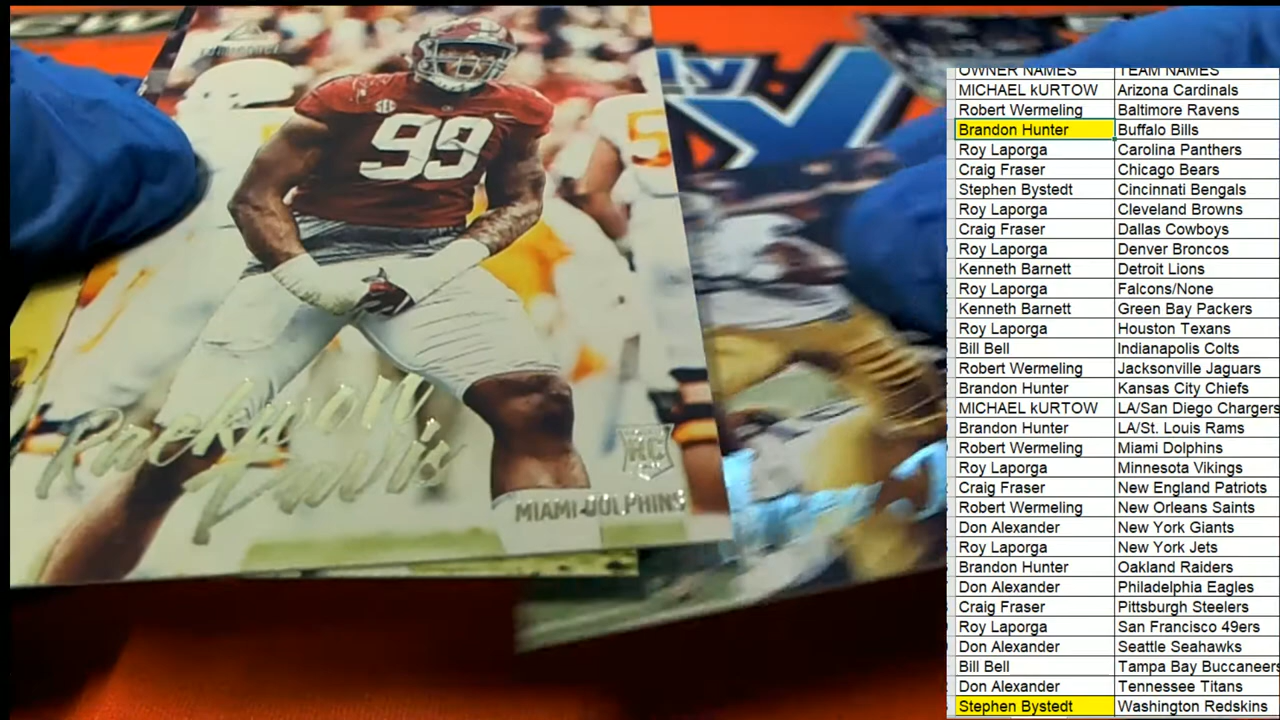 LUMINANCE
99
5
ly
Raekwon
Davis
RC
MIAMI DOLPHINS
OWNER NAMES TEAM NAMES
MICHAEL kURTOW Arizona Cardinals
Robert Wermeling Baltimore Ravens
Brandon Hunter Buffalo Bills
Roy Laporga Carolina Panthers
Craig Fraser Chicago Bears
Stephen Bystedt Cincinnati Bengals
Roy Laporga Cleveland Browns
Craig Fraser Dallas Cowboys
Roy Laporga Denver Broncos
Kenneth Barnett Detroit Lions
Roy Laporga Falcons/None
Kenneth Barnett Green Bay Packers
Roy Laporga Houston Texans
Bill Bell Indianapolis Colts
Robert Wermeling Jacksonville Jaguars
Brandon Hunter Kansas City Chiefs
MICHAEL kURTOW LA/San Diego Chargers
Brandon Hunter LA/St. Louis Rams
Robert Wermeling Miami Dolphins
Roy Laporga Minnesota Vikings
Craig Fraser New England Patriots
Robert Wermeling New Orleans Saints
Don Alexander New York Giants
Roy Laporga New York Jets
Brandon Hunter Oakland Raiders
Don Alexander Philadelphia Eagles
Craig Fraser Pittsburgh Steelers
Roy Laporga San Francisco 49ers
Don Alexander Seattle Seahawks
Bill Bell Tampa Bay Buccaneers
Don Alexander Tennessee Titans
Stephen Bystedt Washington Redskins